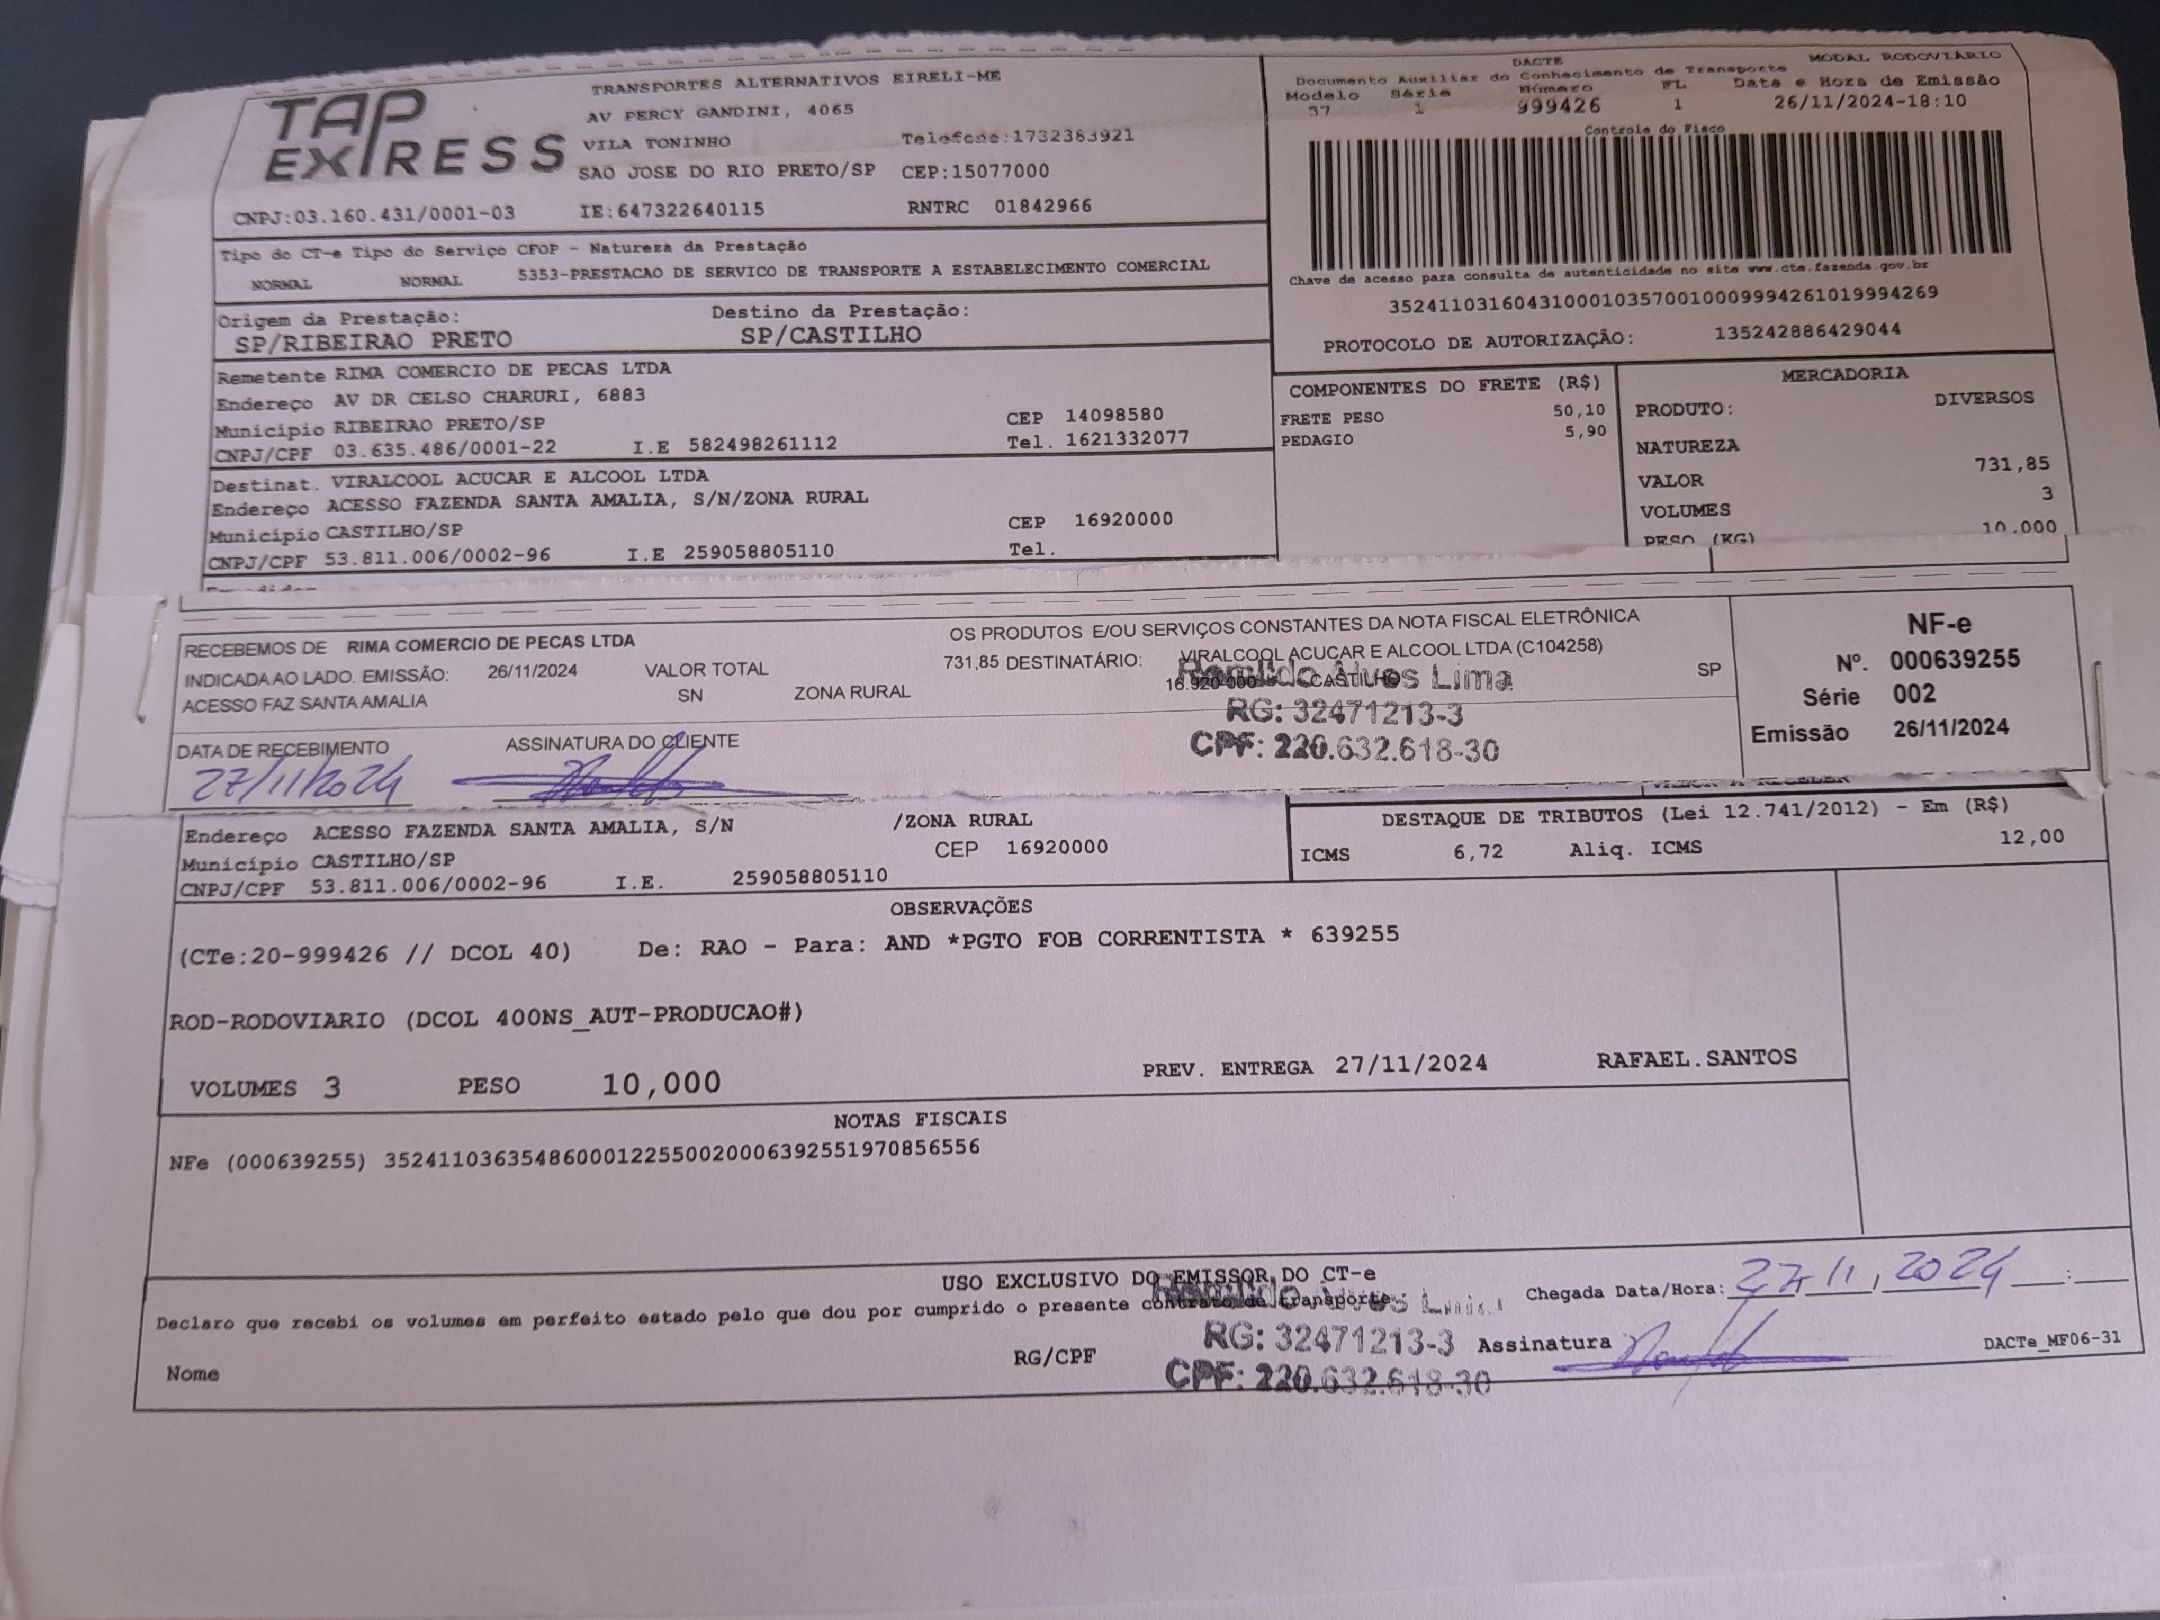 TAP EXPRESS
TRANSPORTES ALTERNATIVOS EIRELI-ME
AV PERCY GANDINI, 4065
VILA TONINHO Telefone:1732383921
SAO JOSE DO RIO PRETO/SP CEP:15077000
CNPJ:03.160.431/0001-03 IE:647322640115 RNTRC 01842966
DACTE MODAL RODOVIÁRIO
Documento Auxiliar do Conhecimento de Transporte
Modelo Série Número FL Data e Hora de Emissão
57 1 999426 1 26/11/2024-18:10
Controle do Fisco
Chave de acesso para consulta de autenticidade no site www.cte.fazenda.gov.br
35241103160431000103570010009994261019994269
PROTOCOLO DE AUTORIZAÇÃO: 135242886429044
Tipo do CT-e Tipo do Serviço CFOP - Natureza da Prestação
NORMAL NORMAL 5353-PRESTACAO DE SERVICO DE TRANSPORTE A ESTABELECIMENTO COMERCIAL
Origem da Prestação: Destino da Prestação:
SP/RIBEIRAO PRETO SP/CASTILHO
Remetente RIMA COMERCIO DE PECAS LTDA
Endereço AV DR CELSO CHARURI, 6883
Município RIBEIRAO PRETO/SP CEP 14098580
CNPJ/CPF 03.635.486/0001-22 I.E 582498261112 Tel. 1621332077
Destinat. VIRALCOOL ACUCAR E ALCOOL LTDA
Endereço ACESSO FAZENDA SANTA AMALIA, S/N/ZONA RURAL
Município CASTILHO/SP CEP 16920000
CNPJ/CPF 53.811.006/0002-96 I.E 259058805110 Tel.
COMPONENTES DO FRETE (R$)
FRETE PESO 50,10
PEDAGIO 5,90
MERCADORIA
PRODUTO: DIVERSOS
NATUREZA
VALOR 731,85
VOLUMES 3
PESO (KG) 10,000
RECEBEMOS DE RIMA COMERCIO DE PECAS LTDA OS PRODUTOS E/OU SERVIÇOS CONSTANTES DA NOTA FISCAL ELETRÔNICA
INDICADA AO LADO. EMISSÃO: 26/11/2024 VALOR TOTAL 731,85 DESTINATÁRIO: VIRALCOOL ACUCAR E ALCOOL LTDA (C104258)
ACESSO FAZ SANTA AMALIA SN ZONA RURAL 16.920-000 CASTILHO SP
Romildo Alves Lima
RG: 32471213-3
CPF: 220.632.618-30
DATA DE RECEBIMENTO ASSINATURA DO CLIENTE
27/11/2024
NF-e
Nº. 000639255
Série 002
Emissão 26/11/2024
VALOR A RECEBER
Endereço ACESSO FAZENDA SANTA AMALIA, S/N /ZONA RURAL
Município CASTILHO/SP CEP 16920000
CNPJ/CPF 53.811.006/0002-96 I.E. 259058805110
DESTAQUE DE TRIBUTOS (Lei 12.741/2012) - Em (R$)
ICMS 6,72 Aliq. ICMS 12,00
OBSERVAÇÕES
(CTe:20-999426 // DCOL 40) De: RAO - Para: AND *PGTO FOB CORRENTISTA * 639255
ROD-RODOVIARIO (DCOL 400NS_AUT-PRODUCAO#)
VOLUMES 3 PESO 10,000 PREV. ENTREGA 27/11/2024 RAFAEL.SANTOS
NOTAS FISCAIS
NFe (000639255) 35241103635486000122550020006392551970856556
USO EXCLUSIVO DO EMISSOR DO CT-e
Declaro que recebi os volumes em perfeito estado pelo que dou por cumprido o presente contrato de transporte
Chegada Data/Hora: 27/11/2024 :
Romildo Alves Lima
RG: 32471213-3
CPF: 220.632.618-30
Nome RG/CPF Assinatura DACTe_MF06-31